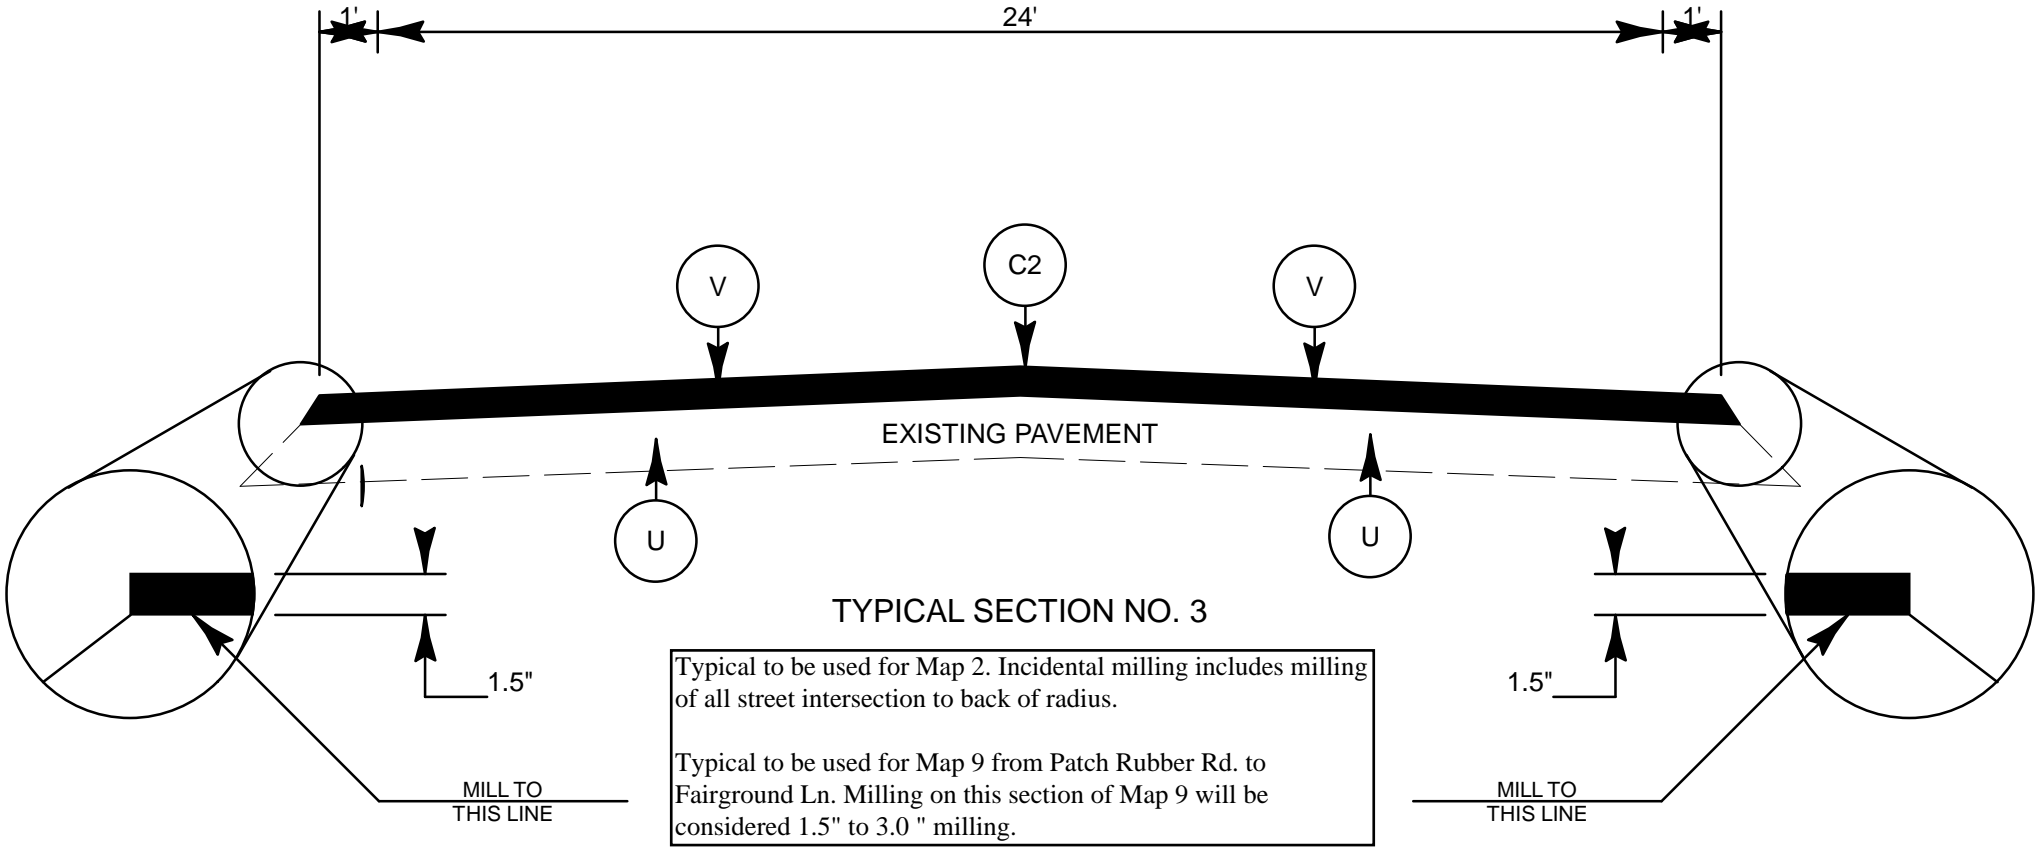 1' 24' 1'
V C2 V
EXISTING PAVEMENT
U U
TYPICAL SECTION NO. 3
1.5" 1.5"
Typical to be used for Map 2. Incidental milling includes milling
of all street intersection to back of radius.
Typical to be used for Map 9 from Patch Rubber Rd. to
Fairground Ln. Milling on this section of Map 9 will be
considered 1.5" to 3.0 " milling.
MILL TO
THIS LINE
MILL TO
THIS LINE